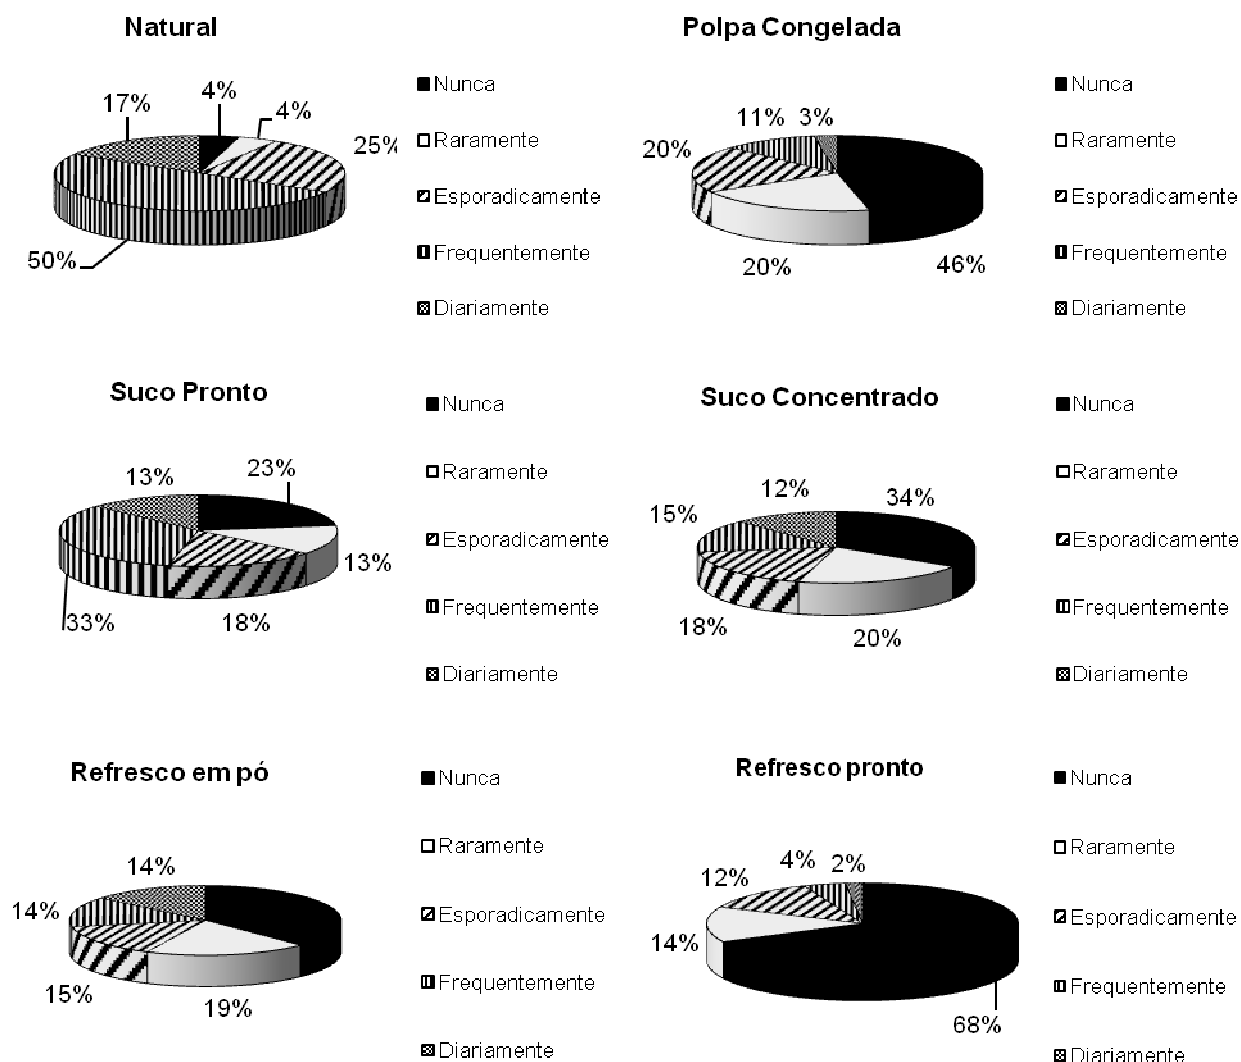 Natural
17%
4%
4%
25%
50%
Nunca
Raramente
Esporadicamente
Frequentemente
Diariamente
Polpa Congelada
20%
11%
3%
20%
46%
Nunca
Raramente
Esporadicamente
Frequentemente
Diariamente
Suco Pronto
13%
23%
13%
33%
18%
Nunca
Raramente
Esporadicamente
Frequentemente
Diariamente
Suco Concentrado
15%
12%
34%
18%
20%
Nunca
Raramente
Esporadicamente
Frequentemente
Diariamente
Refresco em pó
14%
14%
15%
19%
Nunca
Raramente
Esporadicamente
Frequentemente
Diariamente
Refresco pronto
12%
4%
2%
14%
68%
Nunca
Raramente
Esporadicamente
Frequentemente
Diariamente